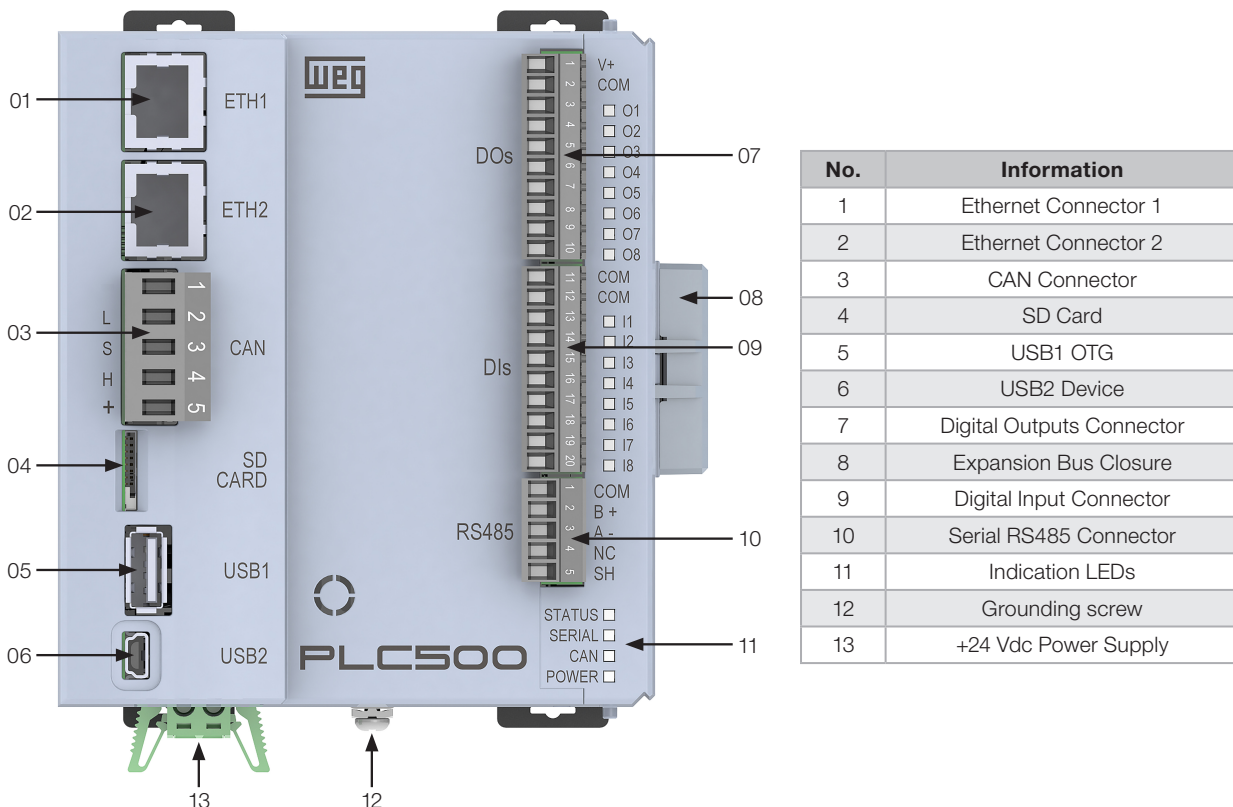 01
ETH1
02
ETH2
03
1
2
3
4
5
L
S
H
+
CAN
04
SD
CARD
05
USB1
06
USB2
13
12
WEG
DOs
1
2
3
4
5
6
7
8
9
10
V+
COM
O1
O2
O3
O4
O5
O6
O7
O8
07
DIs
11
12
13
14
15
16
17
18
19
20
COM
COM
I1
I2
I3
I4
I5
I6
I7
I8
08
09
RS485
1
2
3
4
5
COM
B +
A -
NC
SH
10
STATUS
SERIAL
CAN
POWER
11
PLC500
No. Information
1 Ethernet Connector 1
2 Ethernet Connector 2
3 CAN Connector
4 SD Card
5 USB1 OTG
6 USB2 Device
7 Digital Outputs Connector
8 Expansion Bus Closure
9 Digital Input Connector
10 Serial RS485 Connector
11 Indication LEDs
12 Grounding screw
13 +24 Vdc Power Supply